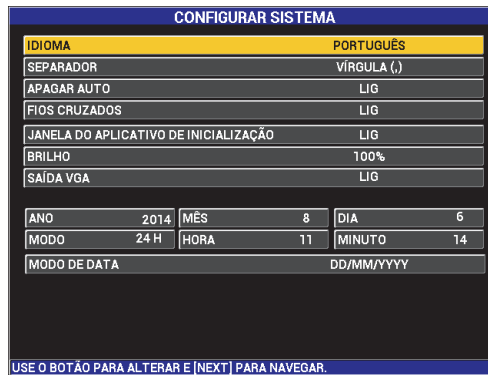 CONFIGURAR SISTEMA
IDIOMA PORTUGUÊS
SEPARADOR VÍRGULA (,)
APAGAR AUTO LIG
FIOS CRUZADOS LIG
JANELA DO APLICATIVO DE INICIALIZAÇÃO LIG
BRILHO 100%
SAÍDA VGA LIG
ANO 2014 MÊS 8 DIA 6
MODO 24 H HORA 11 MINUTO 14
MODO DE DATA DD/MM/YYYY
USE O BOTÃO PARA ALTERAR E [NEXT] PARA NAVEGAR.